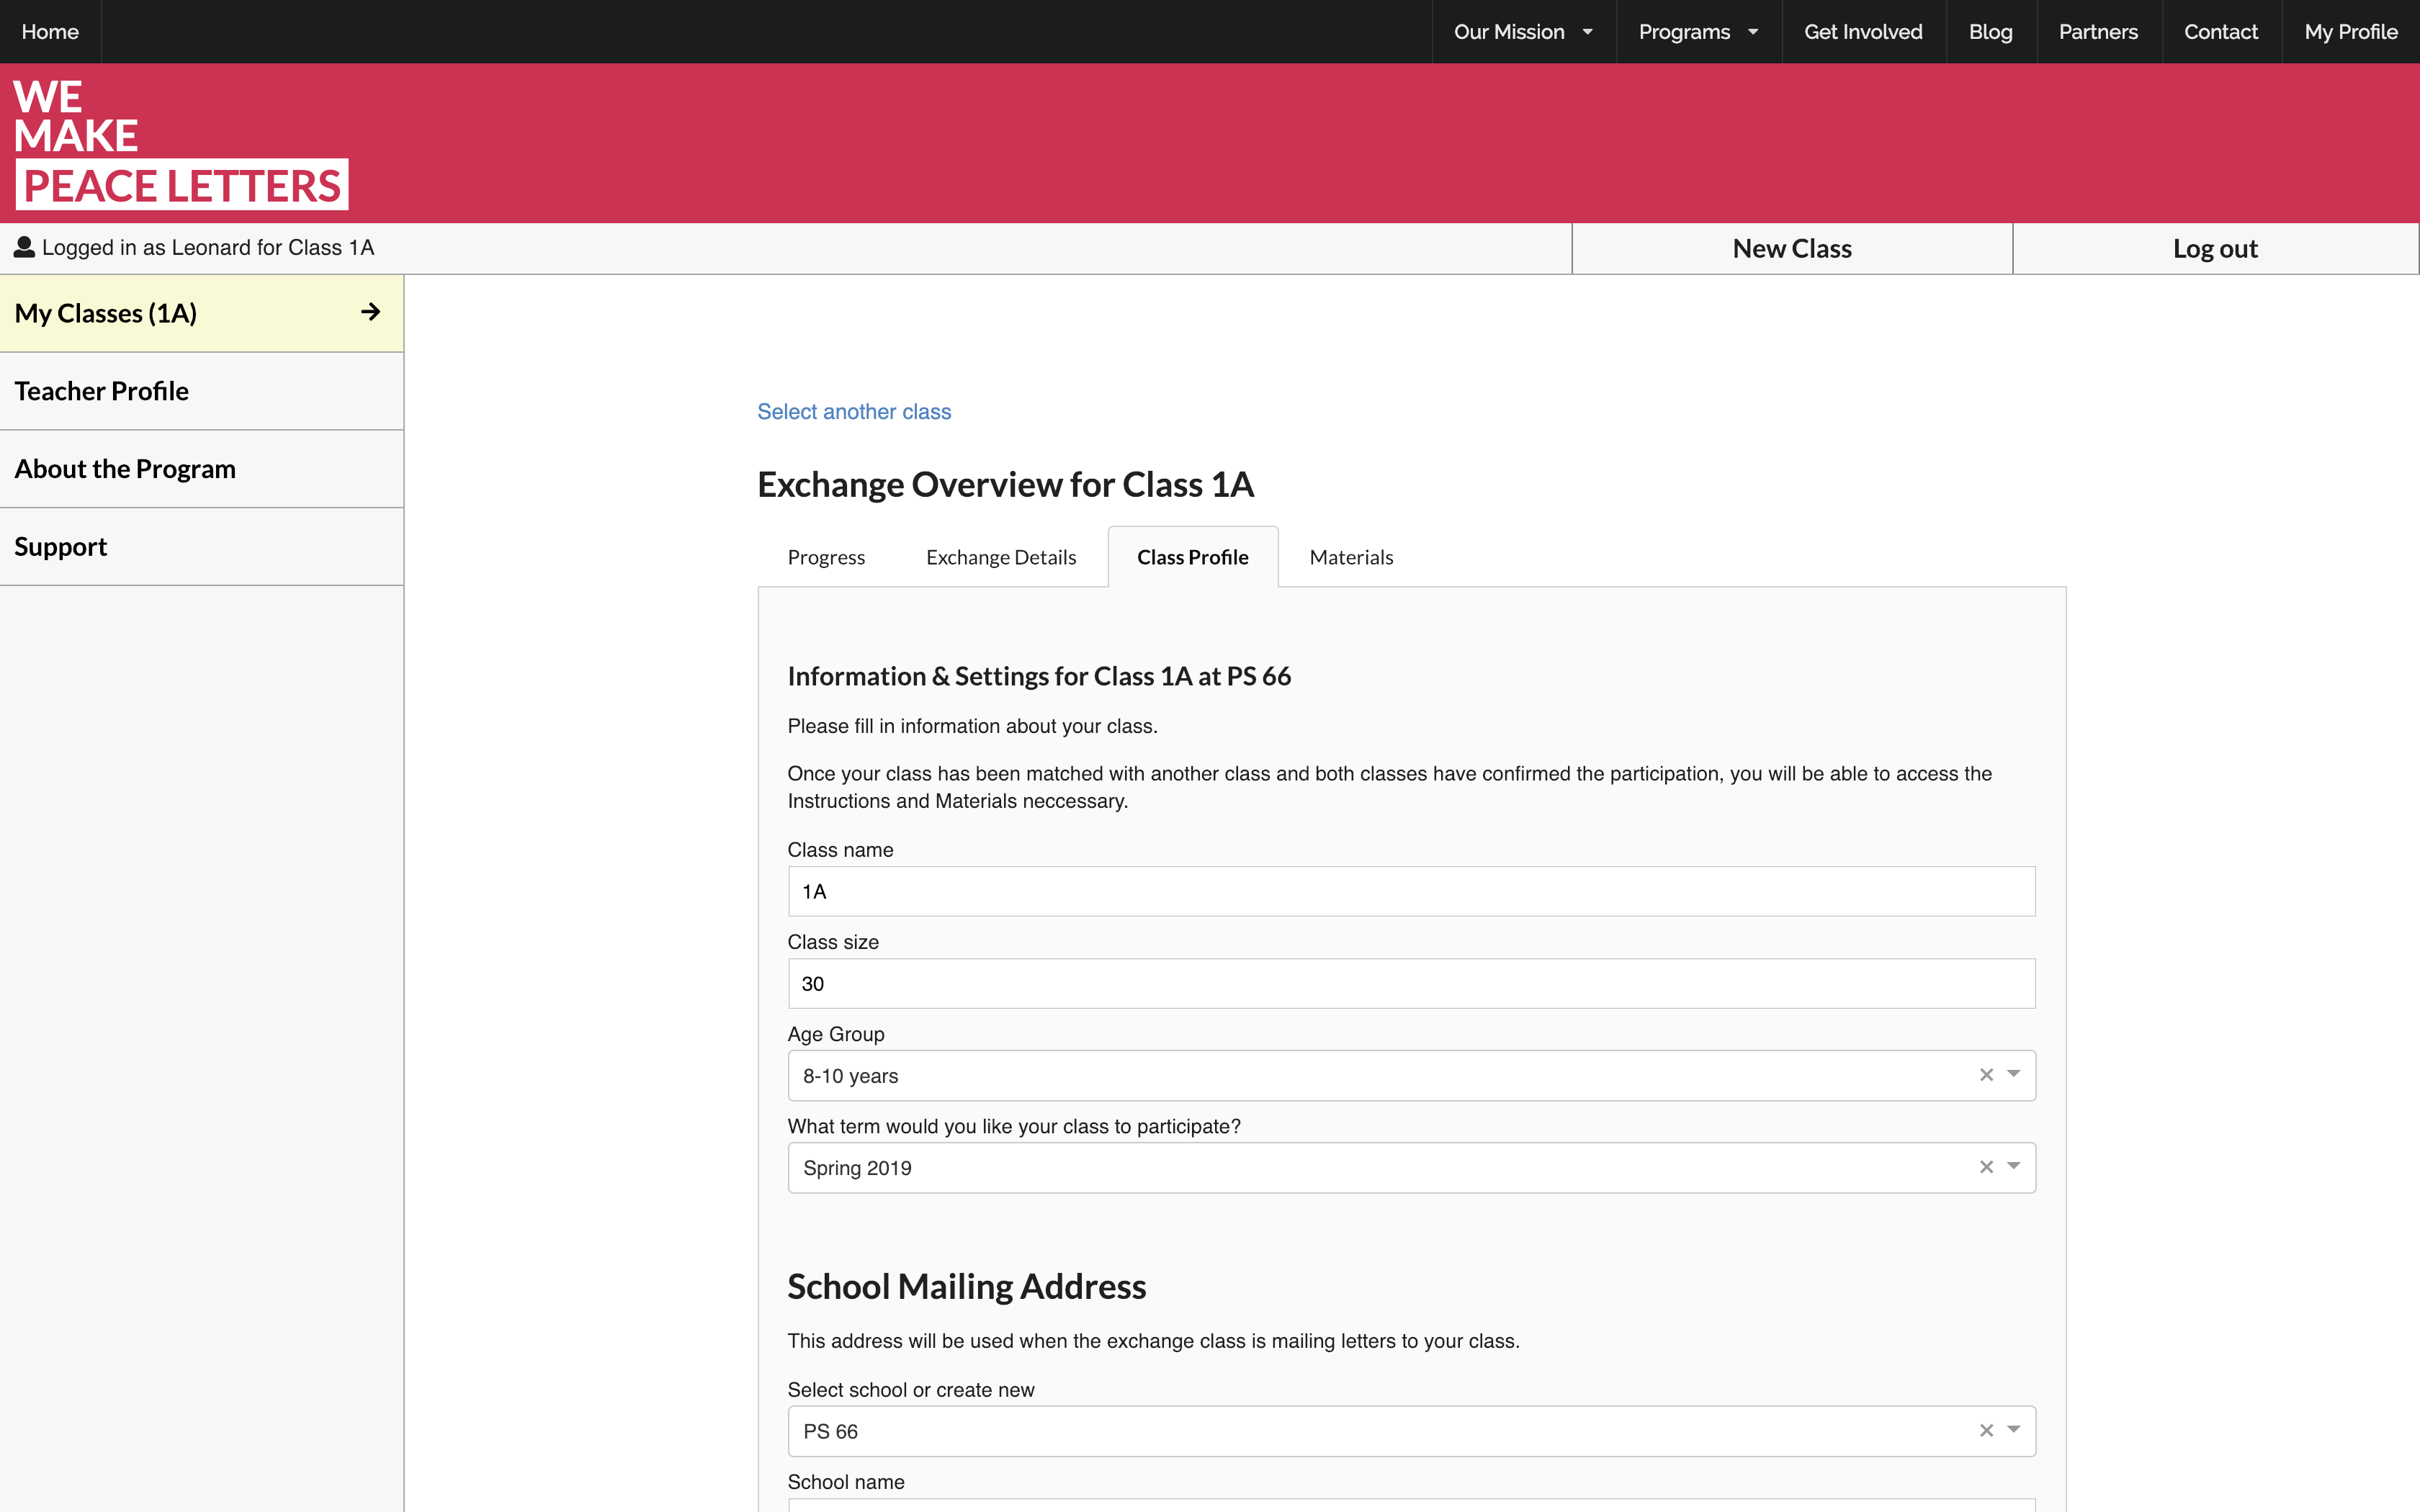 Home
Our Mission
Programs
Get Involved
Blog
Partners
Contact
My Profile
WE
MAKE
PEACE LETTERS
Logged in as Leonard for Class 1A
New Class
Log out
My Classes (1A)
Teacher Profile
About the Program
Support
Select another class
Exchange Overview for Class 1A
Progress
Exchange Details
Class Profile
Materials
Information & Settings for Class 1A at PS 66
Please fill in information about your class.
Once your class has been matched with another class and both classes have confirmed the participation, you will be able to access the
Instructions and Materials neccessary.
Class name
1A
Class size
30
Age Group
8-10 years
What term would you like your class to participate?
Spring 2019
School Mailing Address
This address will be used when the exchange class is mailing letters to your class.
Select school or create new
PS 66
School name